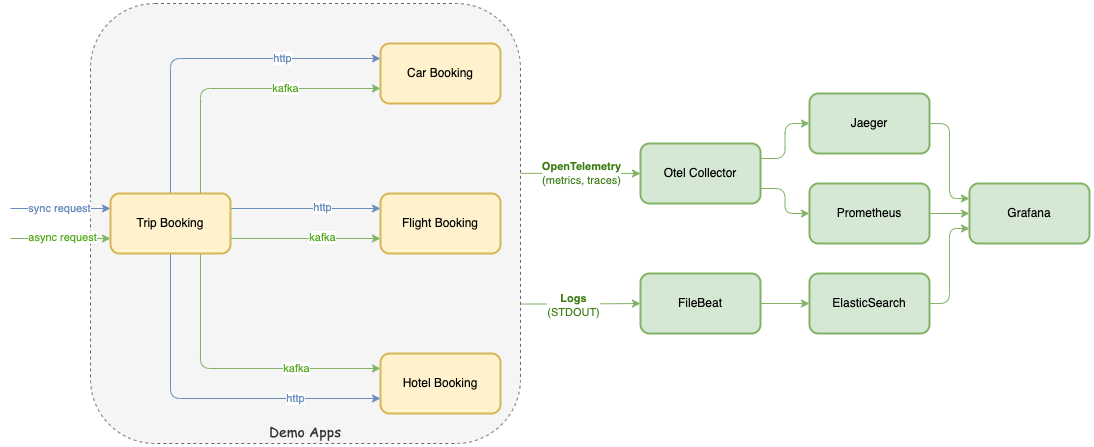 http
Car Booking
kafka
Jaeger
OpenTelemetry
(metrics, traces)
Otel Collector
sync request
Trip Booking
http
Flight Booking
Prometheus
Grafana
async request
kafka
Logs
(STDOUT)
FileBeat
ElasticSearch
kafka
Hotel Booking
http
Demo Apps